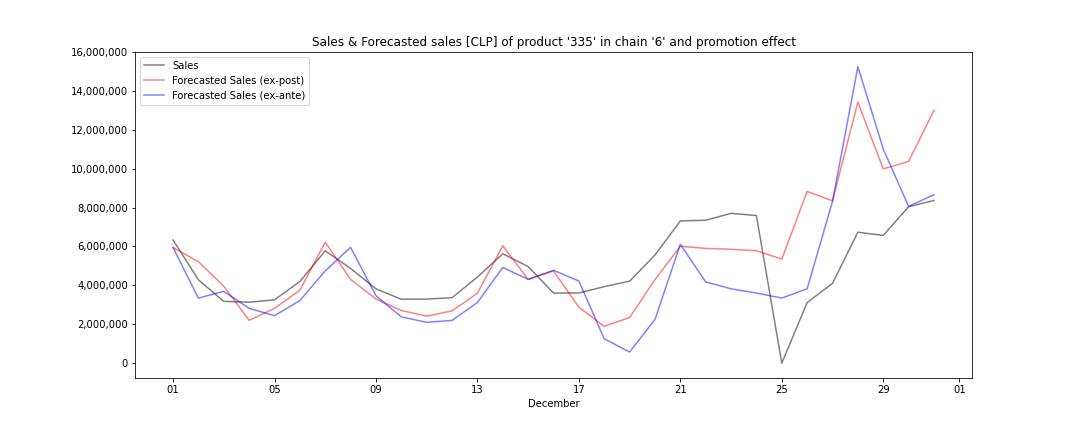 Sales & Forecasted sales [CLP] of product '335' in chain '6' and promotion effect
16,000,000
14,000,000
12,000,000
10,000,000
8,000,000
6,000,000
4,000,000
2,000,000
0
Sales
Forecasted Sales (ex-post)
Forecasted Sales (ex-ante)
01 05 09 13 17 21 25 29 01
December